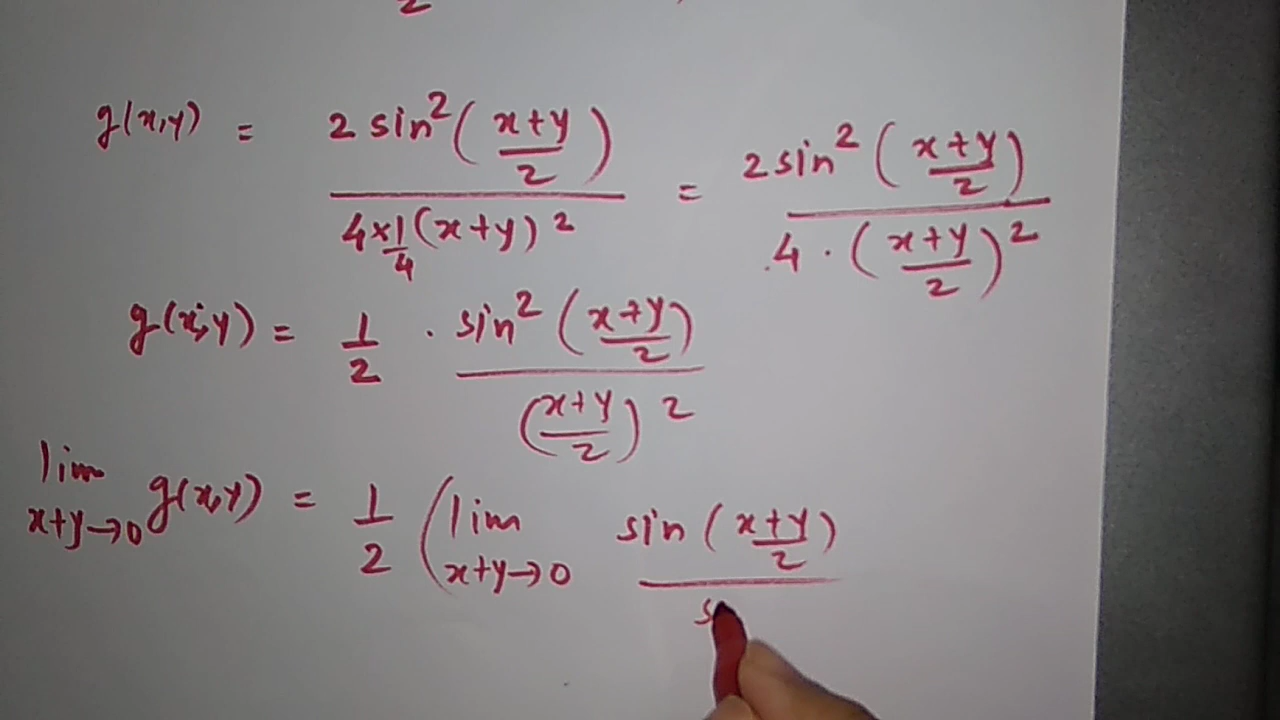 2
g(x,y) = 2 sin²((x+y)/2) / (4×1/4(x+y)²) = 2 sin²((x+y)/2) / (4·((x+y)/2)²)
g(x,y) = 1/2 · sin²((x+y)/2) / ((x+y)/2)²
lim x+y→0 g(x,y) = 1/2 (lim x+y→0 sin((x+y)/2) / s